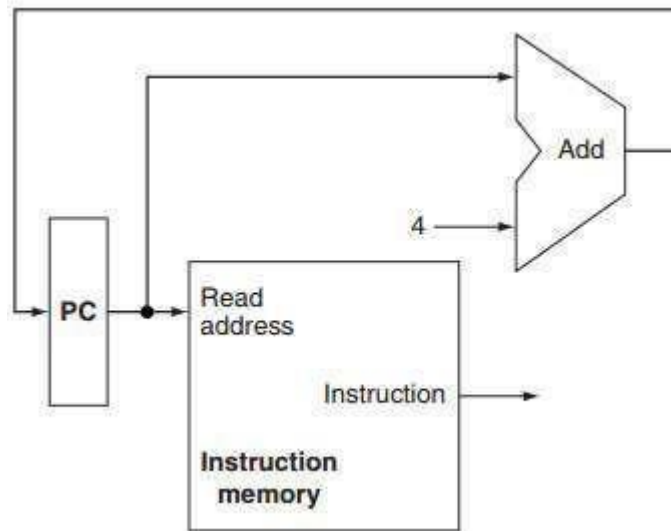 Add
4
PC
Read
address
Instruction
Instruction
memory